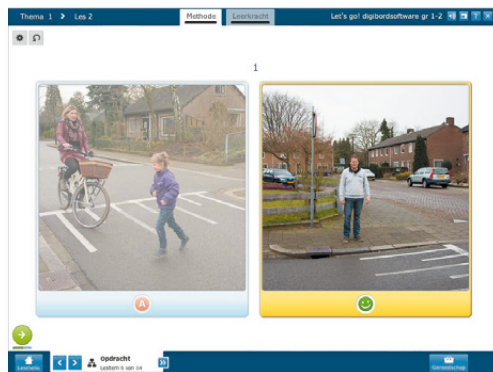 Thema 1 > Les 2
Methode
Leerkracht
Let's go! digibordsoftware gr 1-2
1
A
Lesmenu
Opdracht
Lesitem 6 van 14
Gereedschap